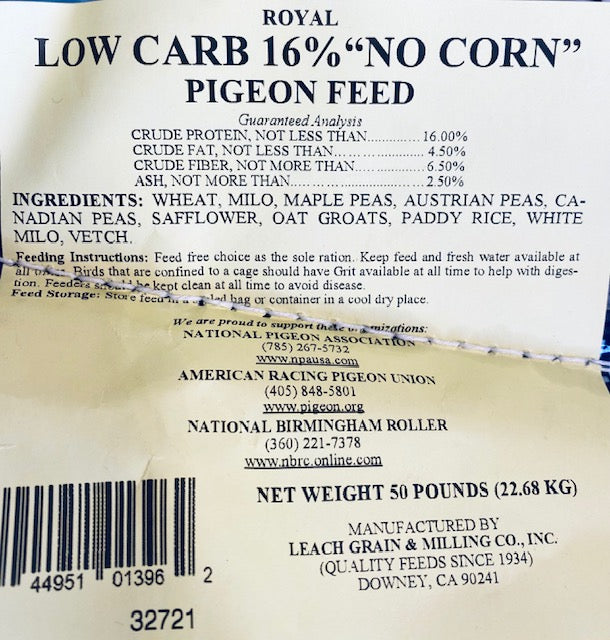 ROYAL
LOW CARB 16% “NO CORN”
PIGEON FEED
Guaranteed Analysis
CRUDE PROTEIN, NOT LESS THAN............. 16.00%
CRUDE FAT, NOT LESS THAN................... 4.50%
CRUDE FIBER, NOT MORE THAN.............. 6.50%
ASH, NOT MORE THAN........................... 2.50%
INGREDIENTS: WHEAT, MILO, MAPLE PEAS, AUSTRIAN PEAS, CA-
NADIAN PEAS, SAFFLOWER, OAT GROATS, PADDY RICE, WHITE
MILO, VETCH.
Feeding Instructions: Feed free choice as the sole ration. Keep feed and fresh water available at
all Birds that are confined to a cage should have Grit available at all time to help with diges-
tion. Feeders should be kept clean at all time to avoid disease.
Feed Storage: Store feed in a bag or container in a cool dry place.
We are proud to support these organizations:
NATIONAL PIGEON ASSOCIATION
(785) 267-5732
www.npausa.com
AMERICAN RACING PIGEON UNION
(405) 848-5801
www.pigeon.org
NATIONAL BIRMINGHAM ROLLER
(360) 221-7378
www.nbrc.online.com
NET WEIGHT 50 POUNDS (22.68 KG)
MANUFACTURED BY
LEACH GRAIN & MILLING CO., INC.
(QUALITY FEEDS SINCE 1934)
DOWNEY, CA 90241
44951 01396 2
32721